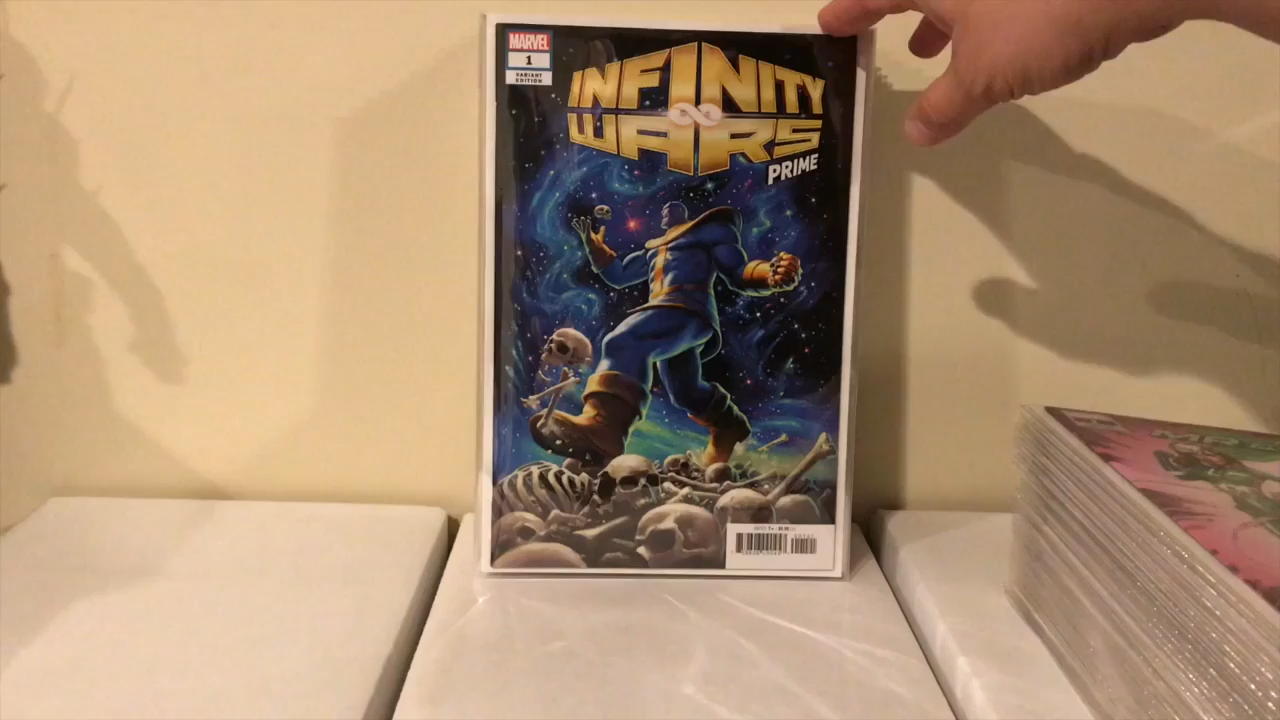 MARVEL
1
VARIANT
EDITION
INFINITY
WARS
PRIME